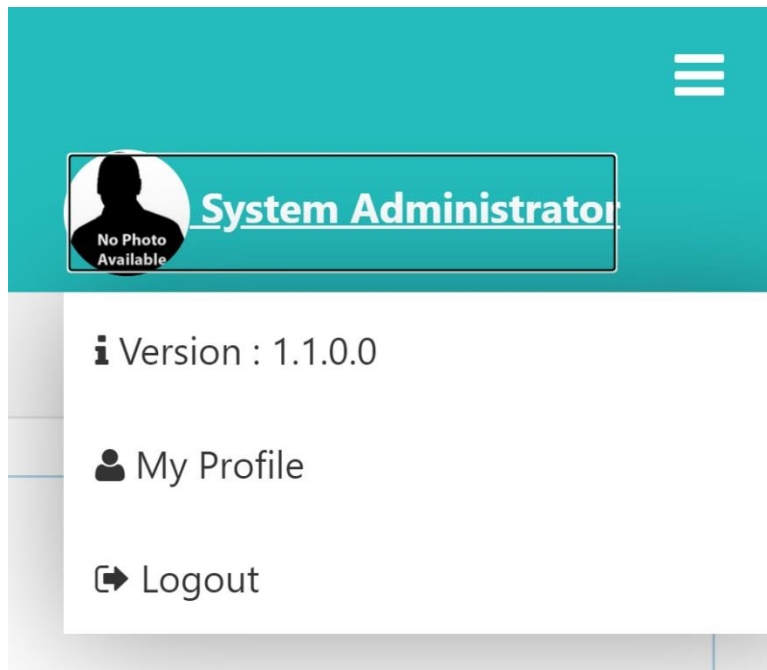 No Photo
Available
System Administrator
Version : 1.1.0.0
My Profile
Logout